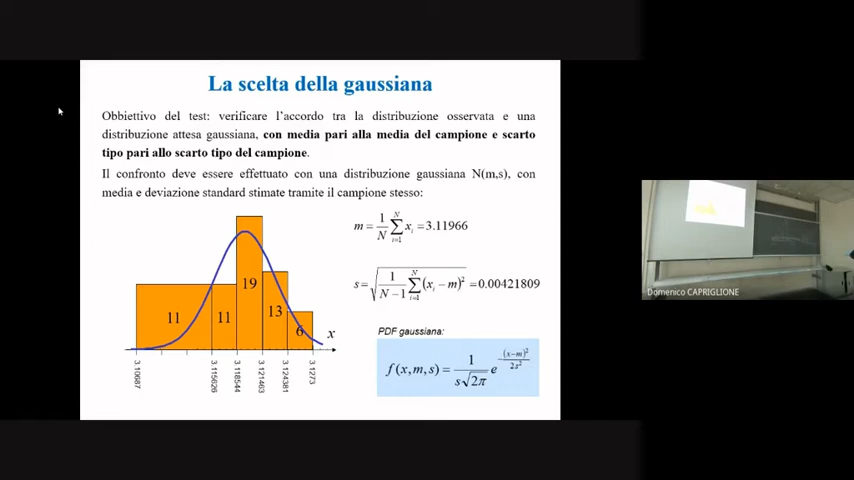 La scelta della gaussiana
Obbiettivo del test: verificare l'accordo tra la distribuzione osservata e una
distribuzione attesa gaussiana, con media pari alla media del campione e scarto
tipo pari allo scarto tipo del campione.
Il confronto deve essere effettuato con una distribuzione gaussiana N(m,s), con
media e deviazione standard stimate tramite il campione stesso:
m = 1/N ∑_{i=1}^{N} x_i = 3.11966
s = √(1/(N−1) ∑_{i=1}^{N} (x_i − m)²) = 0.00421809
PDF gaussiana:
f(x,m,s) = 1/(s√2π) e^{−(x−m)²/2s²}
11
11
19
13
6
x
3.10687
3.115626
3.118544
3.121463
3.124381
3.1273
Domenico CAPRIGLIONE